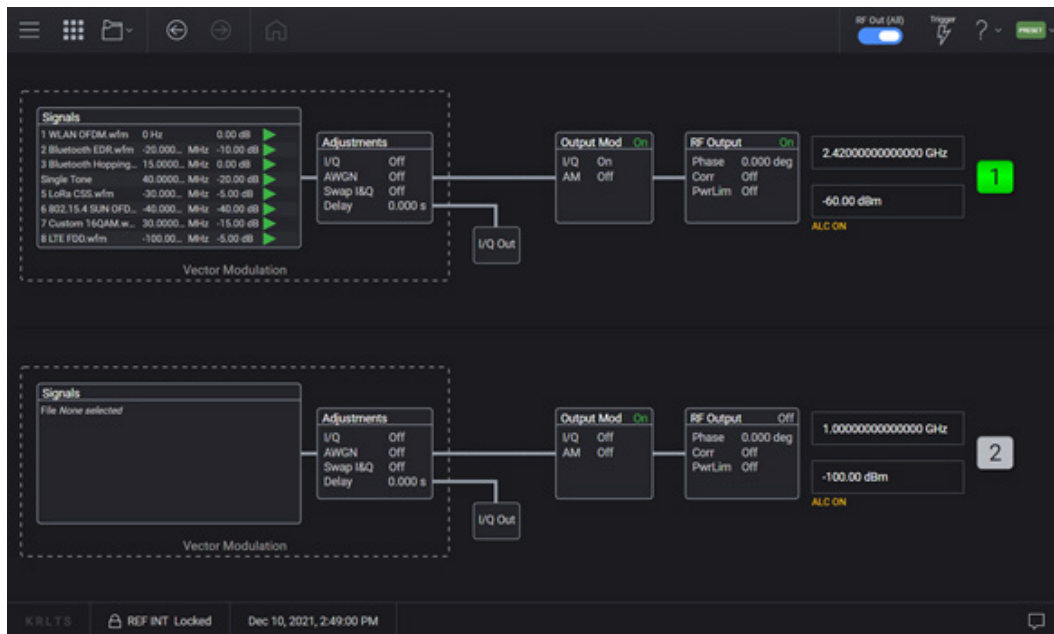 RF Out (All)
Trigger
?
PRESET
Signals
1 WLAN OFDM.wfm 0 Hz 0.00 dB
2 Bluetooth EDR.wfm -20.000... MHz -10.00 dB
3 Bluetooth Hopping... 15.0000... MHz 0.00 dB
Single Tone 40.0000... MHz -20.00 dB
5 LoRa CSS.wfm -30.000... MHz -5.00 dB
6 802.15.4 SUN OFD... -40.000... MHz -40.00 dB
7 Custom 16QAM.w... 30.0000... MHz -15.00 dB
8 LTE FDD.wfm -100.00... MHz -5.00 dB
Vector Modulation
Adjustments
I/Q Off
AWGN Off
Swap I&Q Off
Delay 0.000 s
I/Q Out
Output Mod On
I/Q On
AM Off
RF Output On
Phase 0.000 deg
Corr Off
PwrLim Off
2.42000000000000 GHz
-60.00 dBm
ALC ON
1
Signals
File None selected
Vector Modulation
Adjustments
I/Q Off
AWGN Off
Swap I&Q Off
Delay 0.000 s
I/Q Out
Output Mod On
I/Q Off
AM Off
RF Output Off
Phase 0.000 deg
Corr Off
PwrLim Off
1.00000000000000 GHz
-100.00 dBm
ALC ON
2
KRLTS
REF INT Locked
Dec 10, 2021, 2:49:00 PM